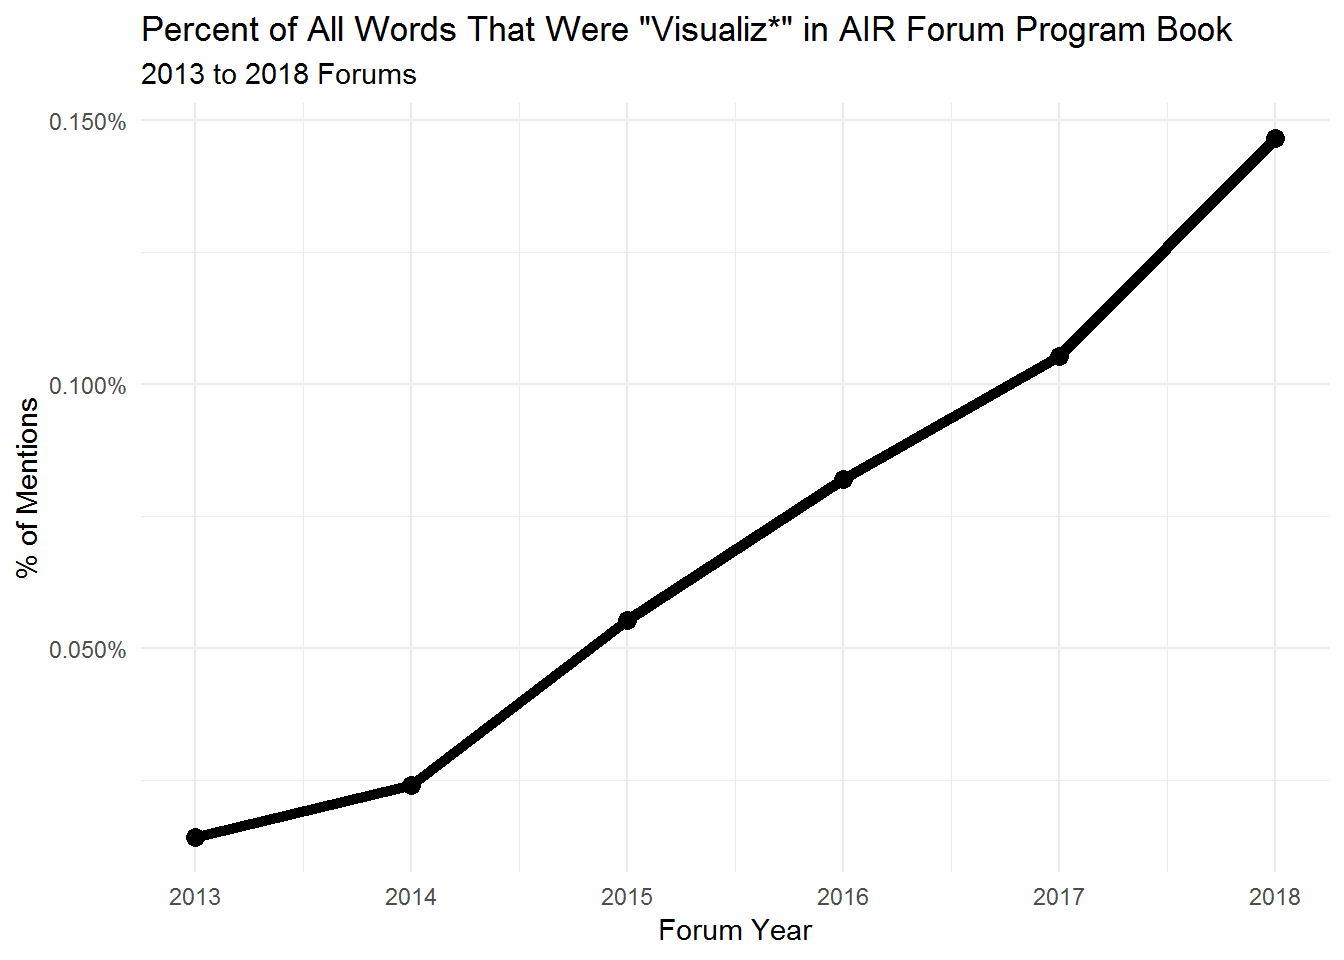 Percent of All Words That Were "Visualiz*" in AIR Forum Program Book
2013 to 2018 Forums
0.150%
0.100%
0.050%
% of Mentions
2013 2014 2015 2016 2017 2018
Forum Year